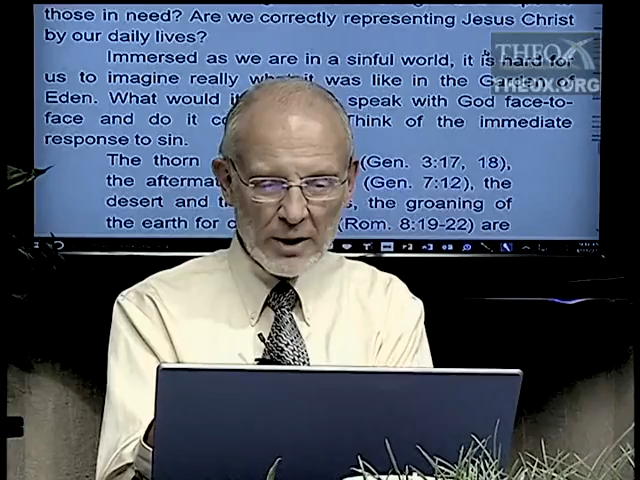 those in need? Are we correctly representing Jesus Christ
by our daily lives?
Immersed as we are in a sinful world, it is hard for
us to imagine really what it was like in the Garden of
Eden. What would it speak with God face-to-
face and do it Think of the immediate
response to sin.
The thorn (Gen. 3:17, 18),
the aftermat (Gen. 7:12), the
desert and the groaning of
the earth for (Rom. 8:19-22) are
THEOX
THEOX.ORG